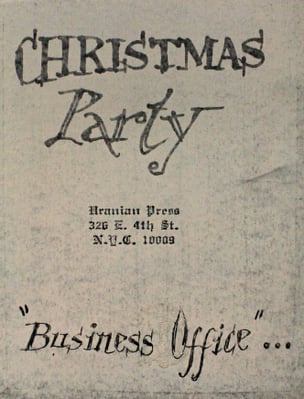 CHRISTMAS
Party
Uranian Press
326 E. 4th St.
N.Y.C. 10009
"Business Office"...